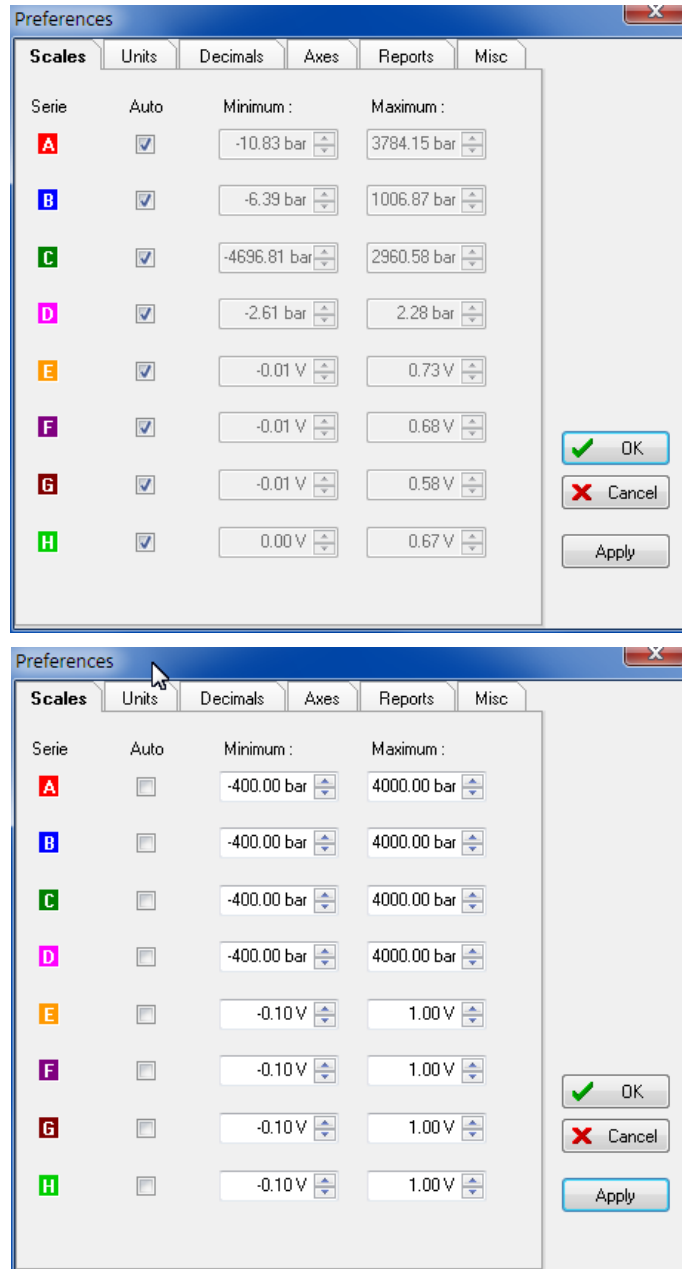 Preferences
Scales Units Decimals Axes Reports Misc
Serie Auto Minimum : Maximum :
A -10.83 bar 3784.15 bar
B -6.39 bar 1006.87 bar
C -4696.81 bar 2960.58 bar
D -2.61 bar 2.28 bar
E -0.01 V 0.73 V
F -0.01 V 0.68 V
OK
G -0.01 V 0.58 V
Cancel
H 0.00 V 0.67 V
Apply
Preferences
Scales Units Decimals Axes Reports Misc
Serie Auto Minimum : Maximum :
A -400.00 bar 4000.00 bar
B -400.00 bar 4000.00 bar
C -400.00 bar 4000.00 bar
D -400.00 bar 4000.00 bar
E -0.10 V 1.00 V
F -0.10 V 1.00 V
OK
G -0.10 V 1.00 V
Cancel
H -0.10 V 1.00 V
Apply